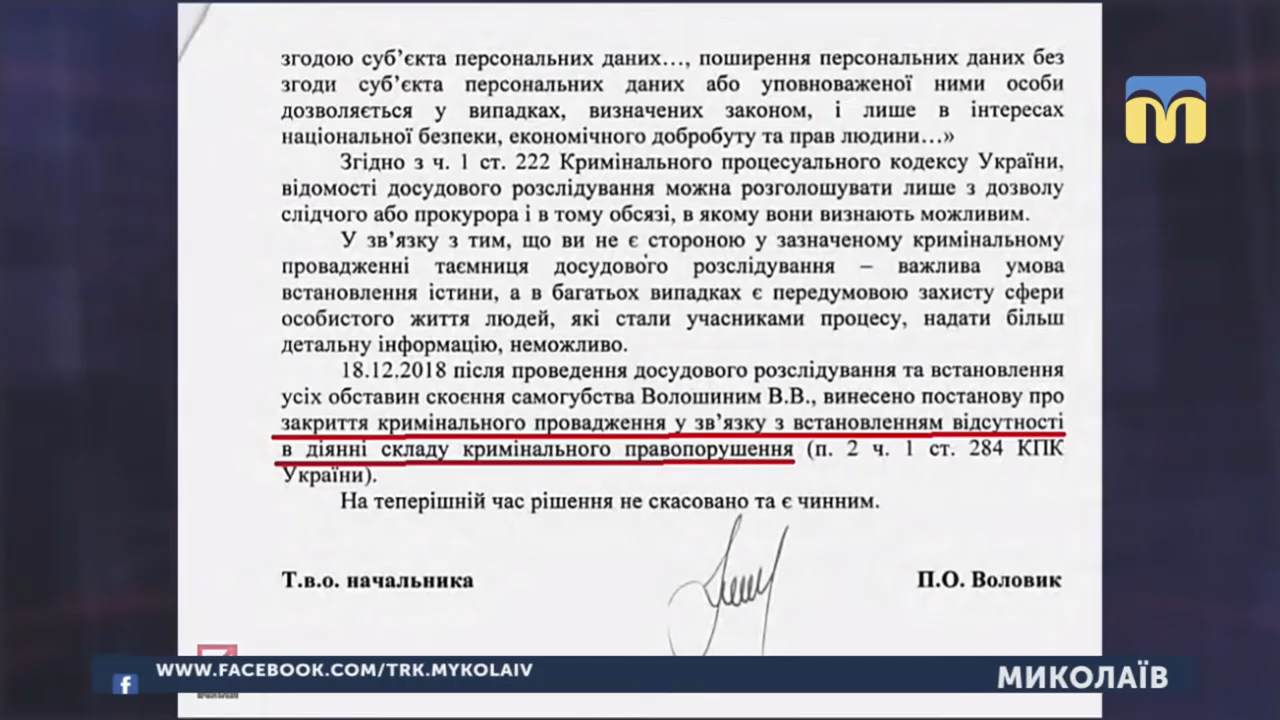 згодою суб’єкта персональних даних…, поширення персональних даних без
згоди суб’єкта персональних даних або уповноваженої ними особи
дозволяється у випадках, визначених законом, і лише в інтересах
національної безпеки, економічного добробуту та прав людини…»
Згідно з ч. 1 ст. 222 Кримінального процесуального кодексу України,
відомості досудового розслідування можна розголошувати лише з дозволу
слідчого або прокурора і в тому обсязі, в якому вони визнають можливим.
У зв’язку з тим, що ви не є стороною у зазначеному кримінальному
провадженні таємниця досудового розслідування – важлива умова
встановлення істини, а в багатьох випадках є передумовою захисту сфери
особистого життя людей, які стали учасниками процесу, надати більш
детальну інформацію, неможливо.
18.12.2018 після проведення досудового розслідування та встановлення
усіх обставин скоєння самогубства Волошиним В.В., винесено постанову про
закриття кримінального провадження у зв’язку з встановленням відсутності
в діянні складу кримінального правопорушення (п. 2 ч. 1 ст. 284 КПК
України).
На теперішній час рішення не скасовано та є чинним.
Т.в.о. начальника П.О. Воловик
WWW.FACEBOOK.COM/TRK.MYKOLAIV
МИКОЛАЇВ